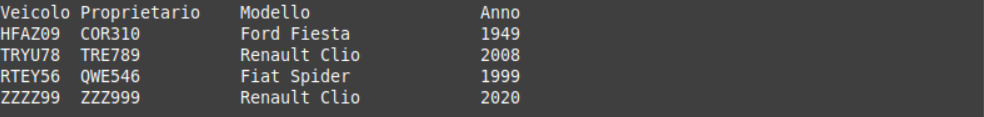 Veicolo Proprietario    Modello                 Anno
HFAZ09  COR310          Ford Fiesta             1949
TRYU78  TRE789          Renault Clio            2008
RTEY56  QWE546          Fiat Spider             1999
ZZZZ99  ZZZ999          Renault Clio            2020